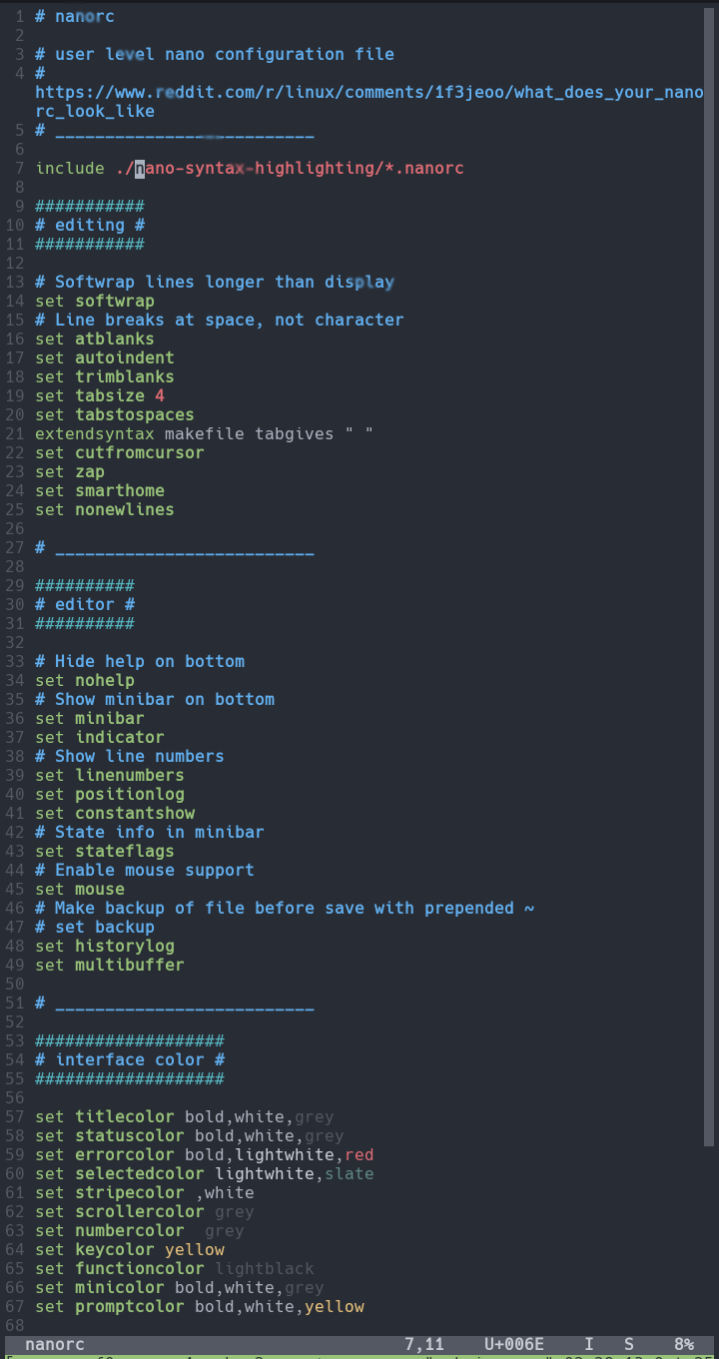 1 # nanorc
2
3 # user level nano configuration file
4 #
https://www.reddit.com/r/linux/comments/1f3jeoo/what_does_your_nano
rc_look_like
5 # __________________________
6
7 include ./nano-syntax-highlighting/*.nanorc
8
9 ###########
10 # editing #
11 ###########
12
13 # Softwrap lines longer than display
14 set softwrap
15 # Line breaks at space, not character
16 set atblanks
17 set autoindent
18 set trimblanks
19 set tabsize 4
20 set tabstospaces
21 extendsyntax makefile tabgives " "
22 set cutfromcursor
23 set zap
24 set smarthome
25 set nonewlines
26
27 # __________________________
28
29 ##########
30 # editor #
31 ##########
32
33 # Hide help on bottom
34 set nohelp
35 # Show minibar on bottom
36 set minibar
37 set indicator
38 # Show line numbers
39 set linenumbers
40 set positionlog
41 set constantshow
42 # State info in minibar
43 set stateflags
44 # Enable mouse support
45 set mouse
46 # Make backup of file before save with prepended ~
47 # set backup
48 set historylog
49 set multibuffer
50
51 # __________________________
52
53 ###################
54 # interface color #
55 ###################
56
57 set titlecolor bold,white,grey
58 set statuscolor bold,white,grey
59 set errorcolor bold,lightwhite,red
60 set selectedcolor lightwhite,slate
61 set stripecolor ,white
62 set scrollercolor grey
63 set numbercolor  grey
64 set keycolor yellow
65 set functioncolor lightblack
66 set minicolor bold,white,grey
67 set promptcolor bold,white,yellow
68
nanorc 7,11 U+006E I S 8%